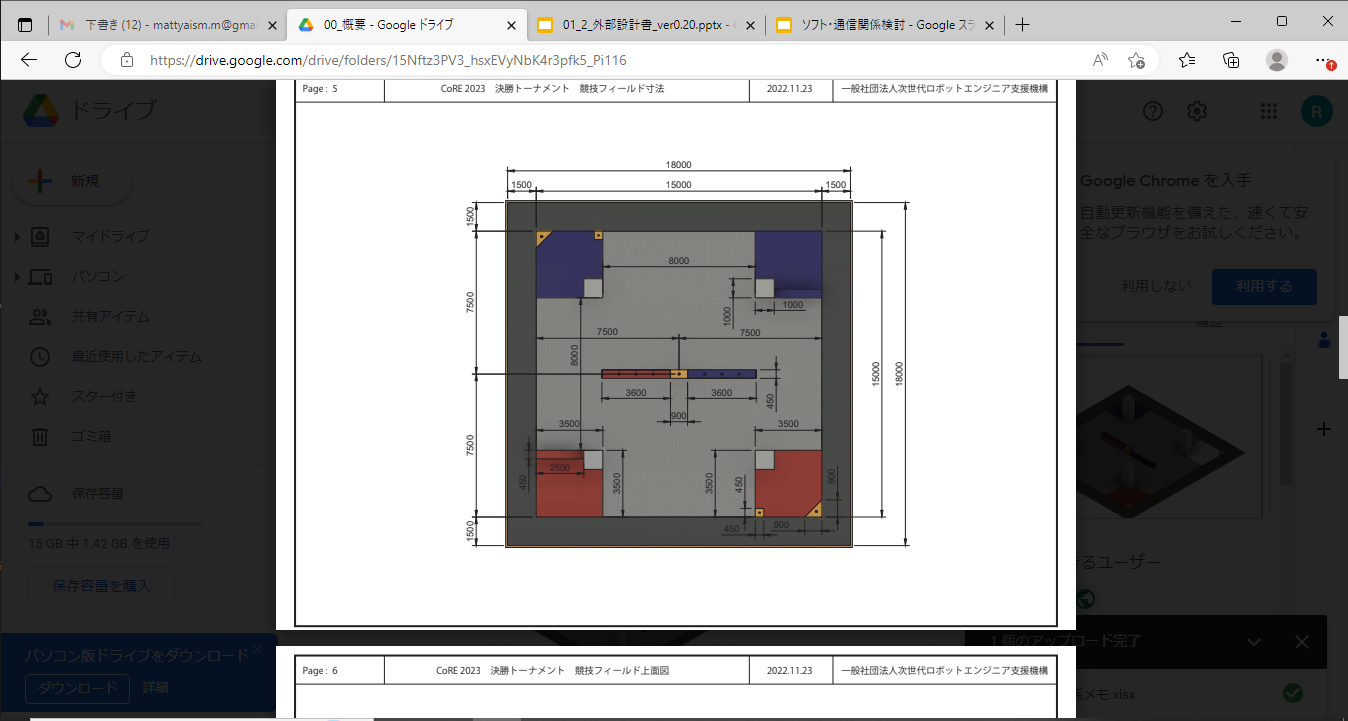 下書き (12) - mattyaism.m@gma
00_概要 - Google ドライブ
01_2_外部設計書_ver0.20.pptx -
ソフト・通信関係検討 - Google スラ
https://drive.google.com/drive/folders/15Nftz3PV3_hsxEVyNbK4r3pfk5_Pi116
Page : 5
CoRE 2023 決勝トーナメント 競技フィールド寸法
2022.11.23
一般社団法人次世代ロボットエンジニア支援機構
ドライブ
R
新規
マイドライブ
パソコン
共有アイテム
最近使用したアイテム
スター付き
ゴミ箱
保存容量
15 GB 中 1.42 GB を使用
保存容量を購入
パソコン版ドライブをダウンロード
ダウンロード
詳細
18000
1500
15000
1500
1500
8000
7500
1000
1000
7500
7500
8000
15000
18000
3600
3600
450
900
3500
3500
7500
2500
450
3500
3500
450
900
450
900
1500
Google Chrome を入手
自動更新機能を備えた、速くて安
全なブラウザをお試しください。
利用しない
利用する
きるユーザー
1 個のアップロード完了
メモ.xlsx
Page : 6
CoRE 2023 決勝トーナメント 競技フィールド上面図
2022.11.23
一般社団法人次世代ロボットエンジニア支援機構